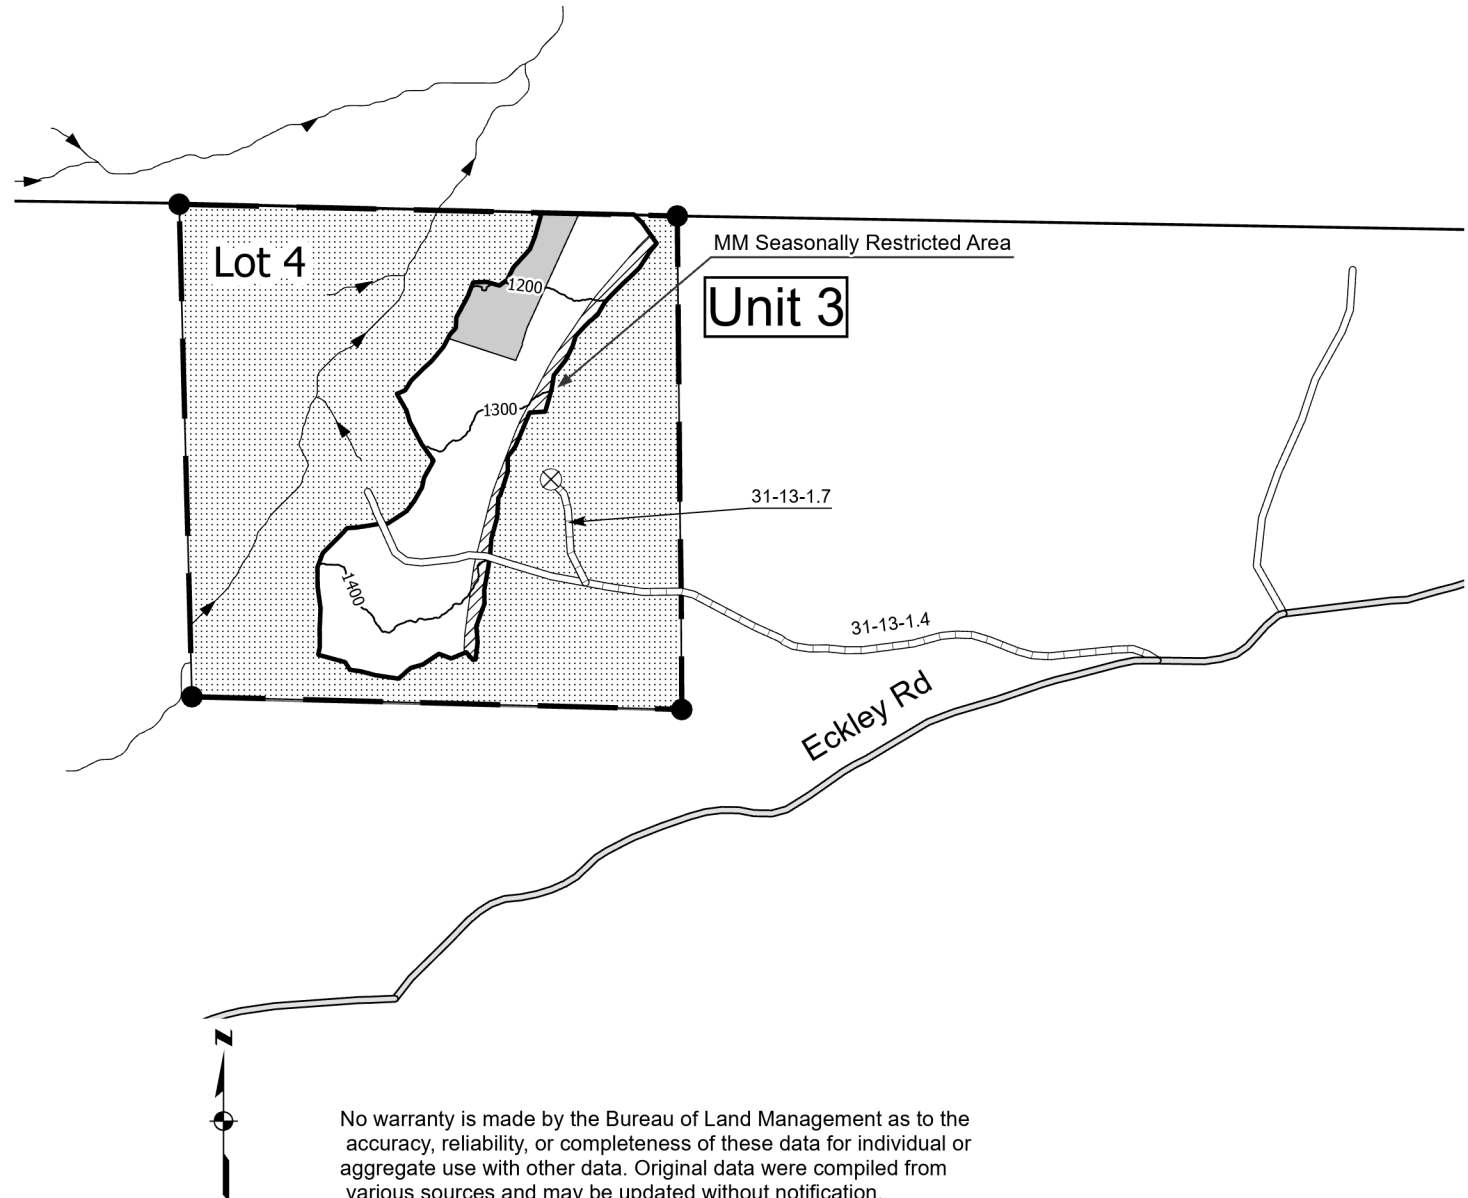 MM Seasonally Restricted Area
Lot 4
1200
Unit 3
1300
31-13-1.7
1400
31-13-1.4
Eckley Rd
N
No warranty is made by the Bureau of Land Management as to the
accuracy, reliability, or completeness of these data for individual or
aggregate use with other data. Original data were compiled from
various sources and may be updated without notification.